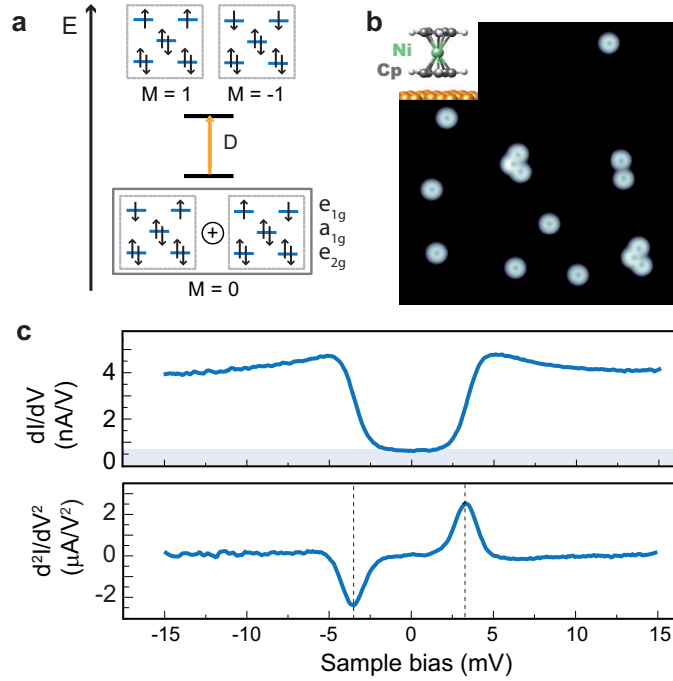 a
E
M = 1
M = -1
D
e1g
a1g
e2g
M = 0
b
Ni
Cp
c
dI/dV
(nA/V)
4
2
0
d²I/dV²
(µA/V²)
2
0
-2
-15
-10
-5
0
5
10
15
Sample bias (mV)